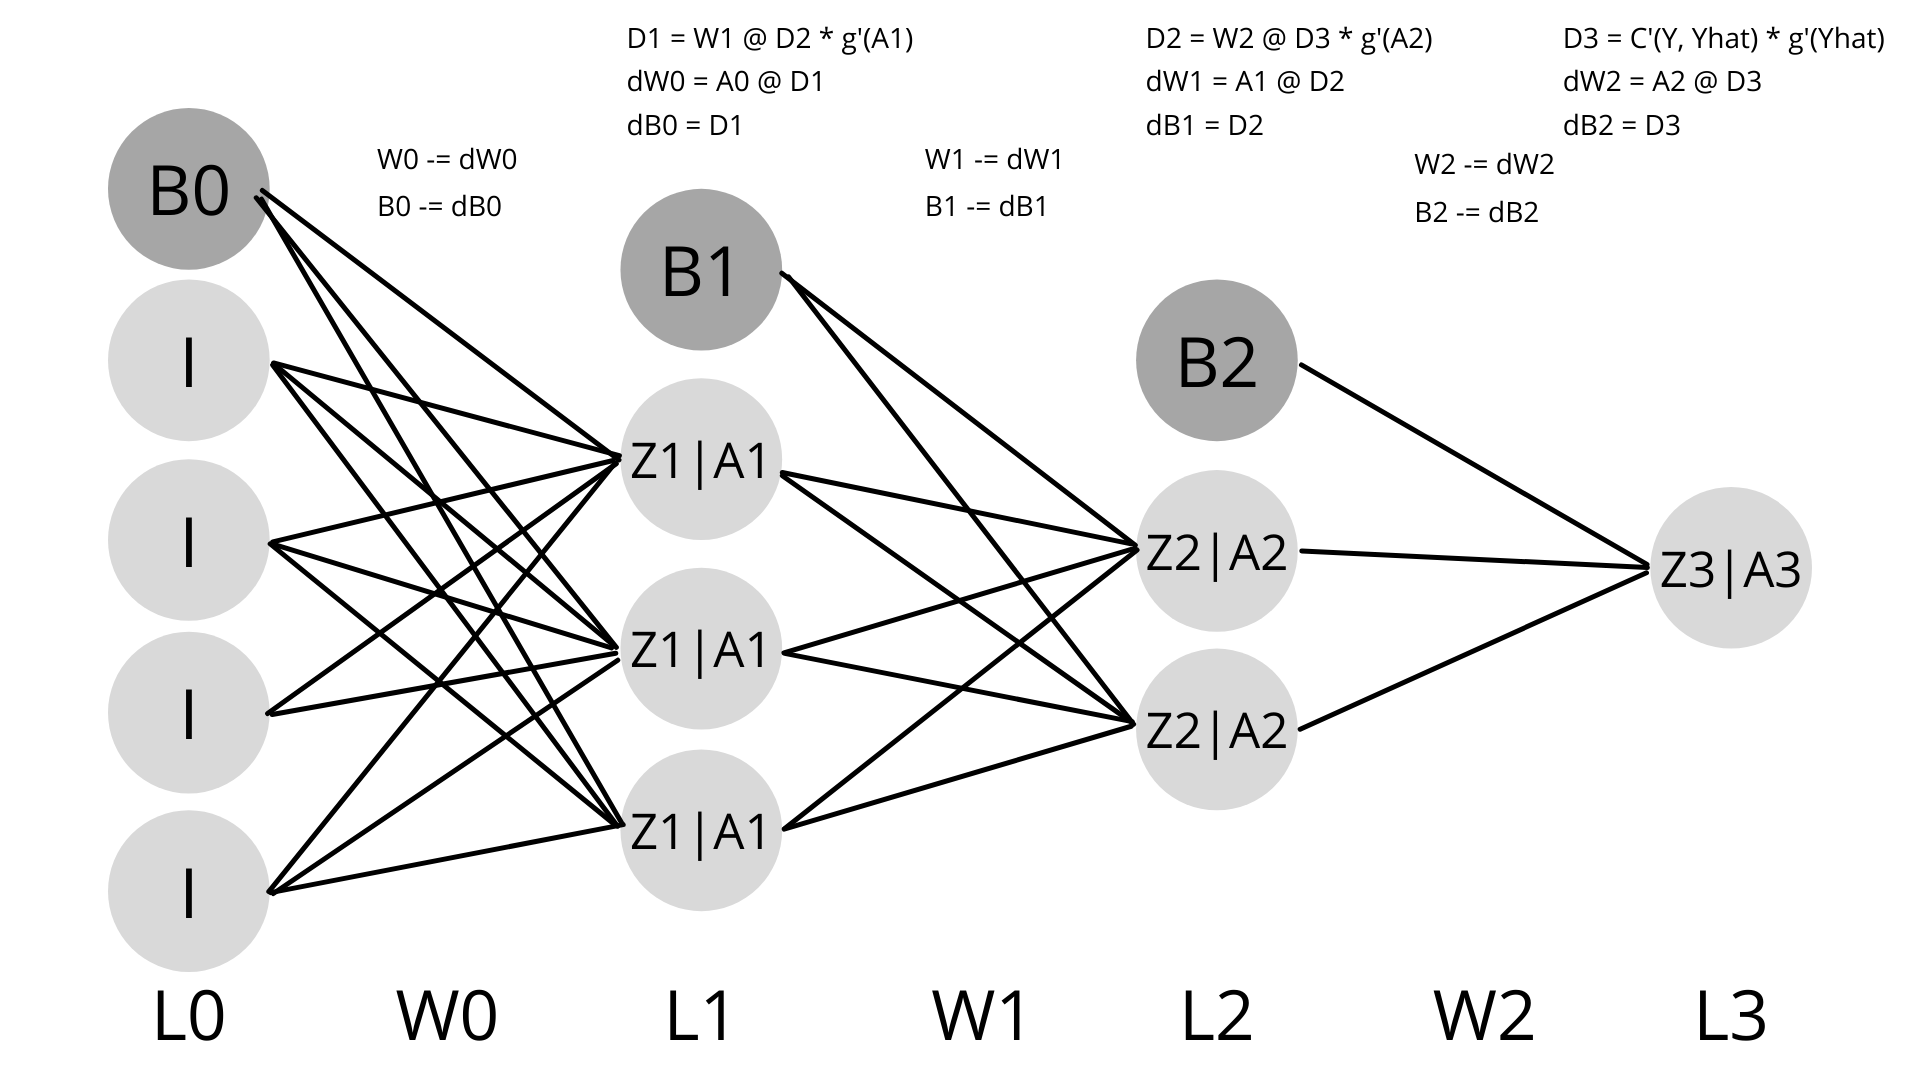 D1 = W1 @ D2 * g'(A1)
dW0 = A0 @ D1
dB0 = D1
D2 = W2 @ D3 * g'(A2)
dW1 = A1 @ D2
dB1 = D2
D3 = C'(Y, Yhat) * g'(Yhat)
dW2 = A2 @ D3
dB2 = D3
W0 -= dW0
B0 -= dB0
W1 -= dW1
B1 -= dB1
W2 -= dW2
B2 -= dB2
B0
I
I
I
I
B1
Z1|A1
Z1|A1
Z1|A1
B2
Z2|A2
Z2|A2
Z3|A3
L0
W0
L1
W1
L2
W2
L3